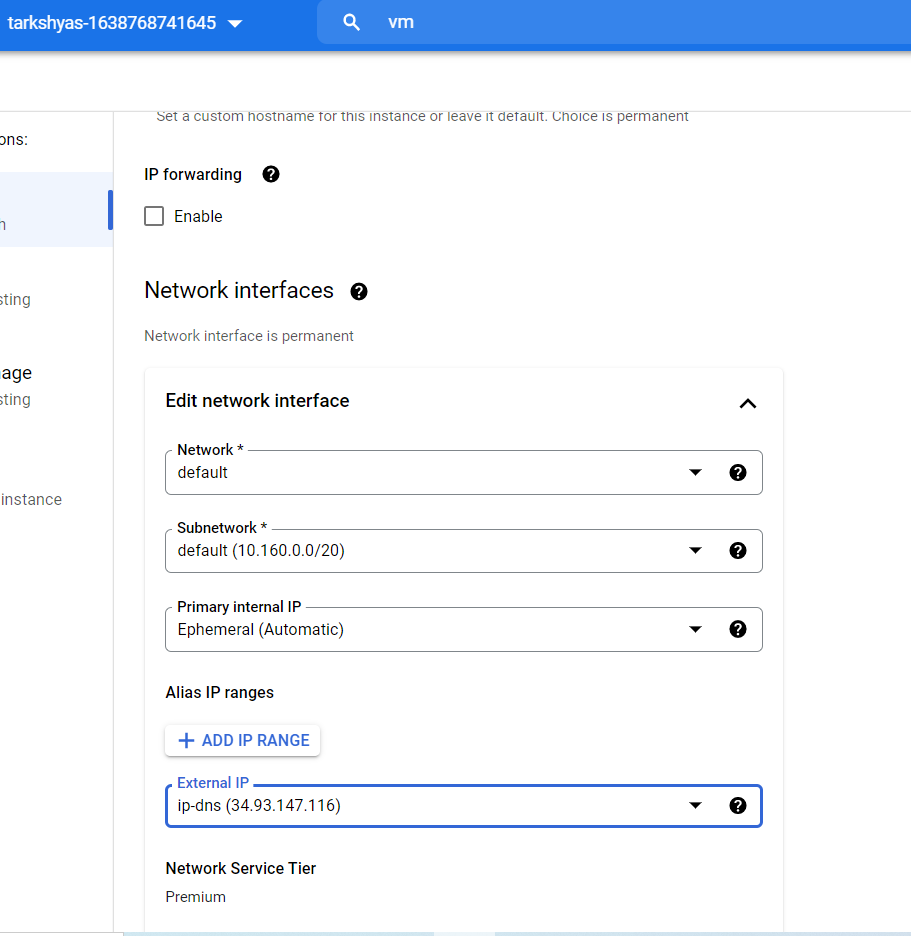 tarkshyas-1638768741645
vm
Set a custom hostname for this instance or leave it default. Choice is permanent
ons:
IP forwarding
Enable
h
Network interfaces
sting
Network interface is permanent
age
sting
Edit network interface
Network *
default
instance
Subnetwork *
default (10.160.0.0/20)
Primary internal IP
Ephemeral (Automatic)
Alias IP ranges
ADD IP RANGE
External IP
ip-dns (34.93.147.116)
Network Service Tier
Premium